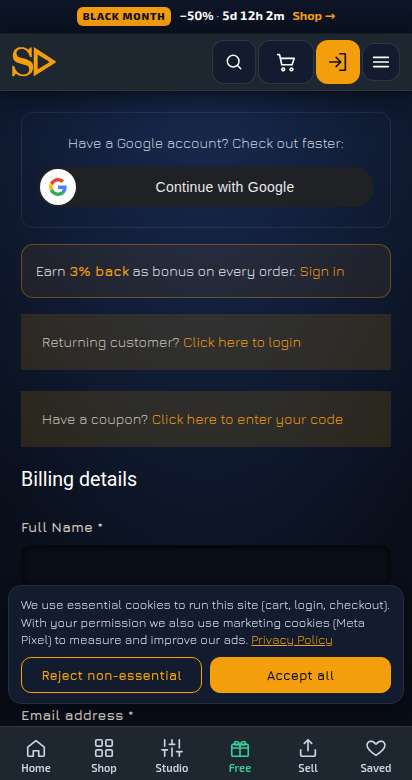 BLACK MONTH −50% · 5d 12h 2m Shop →
S
Have a Google account? Check out faster:
Continue with Google
Earn 3% back as bonus on every order. Sign in
Returning customer? Click here to login
Have a coupon? Click here to enter your code
Billing details
Full Name *
We use essential cookies to run this site (cart, login, checkout).
With your permission we also use marketing cookies (Meta
Pixel) to measure and improve our ads. Privacy Policy
Reject non-essential Accept all
Email address *
Home Shop Studio Free Sell Saved